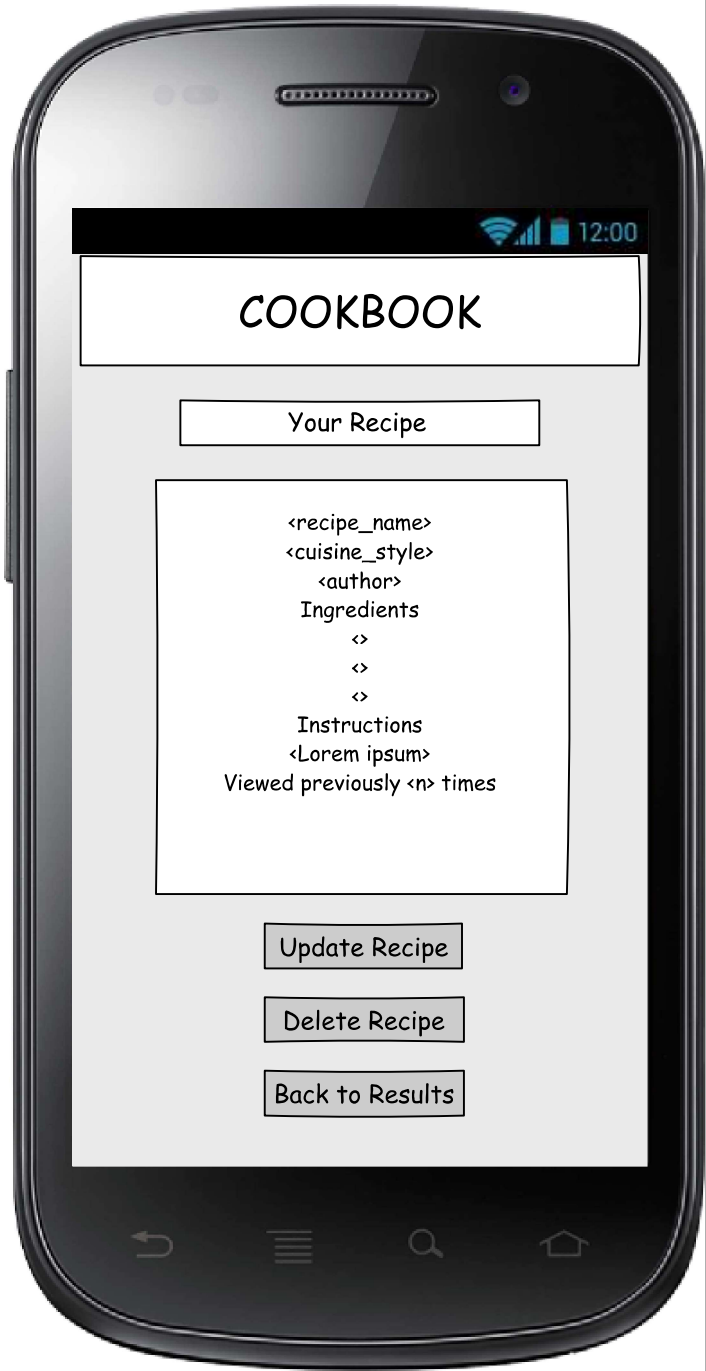 12:00
COOKBOOK
Your Recipe
<recipe_name>
<cuisine_style>
<author>
Ingredients
<>
<>
<>
Instructions
<Lorem ipsum>
Viewed previously <n> times
Update Recipe
Delete Recipe
Back to Results